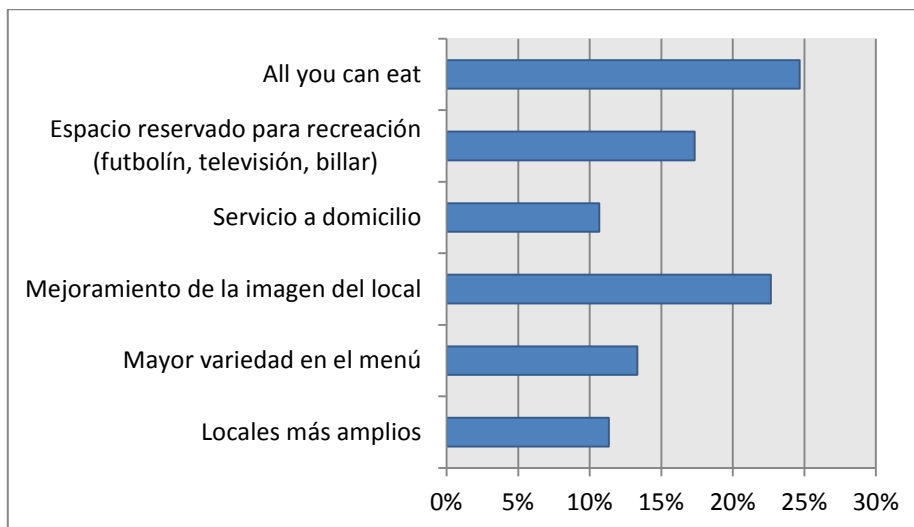 All you can eat
Espacio reservado para recreación
(futbolín, televisión, billar)
Servicio a domicilio
Mejoramiento de la imagen del local
Mayor variedad en el menú
Locales más amplios
0% 5% 10% 15% 20% 25% 30%